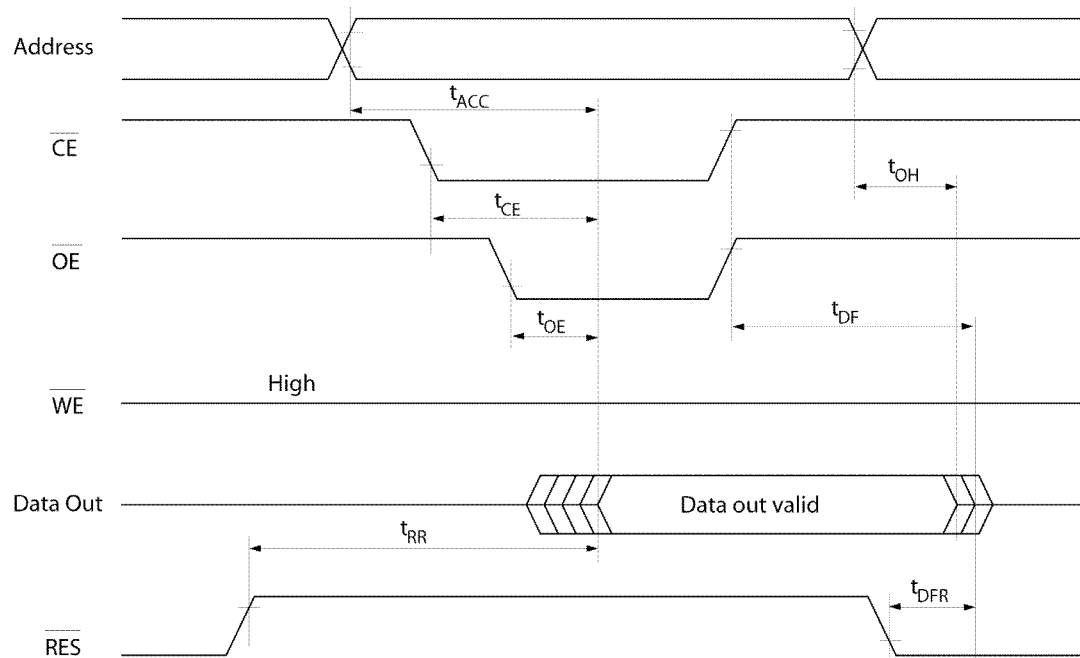 Address
tACC
CE
tOH
tCE
OE
tOE
tDF
High
WE
Data Out
Data out valid
tRR
tDFR
RES